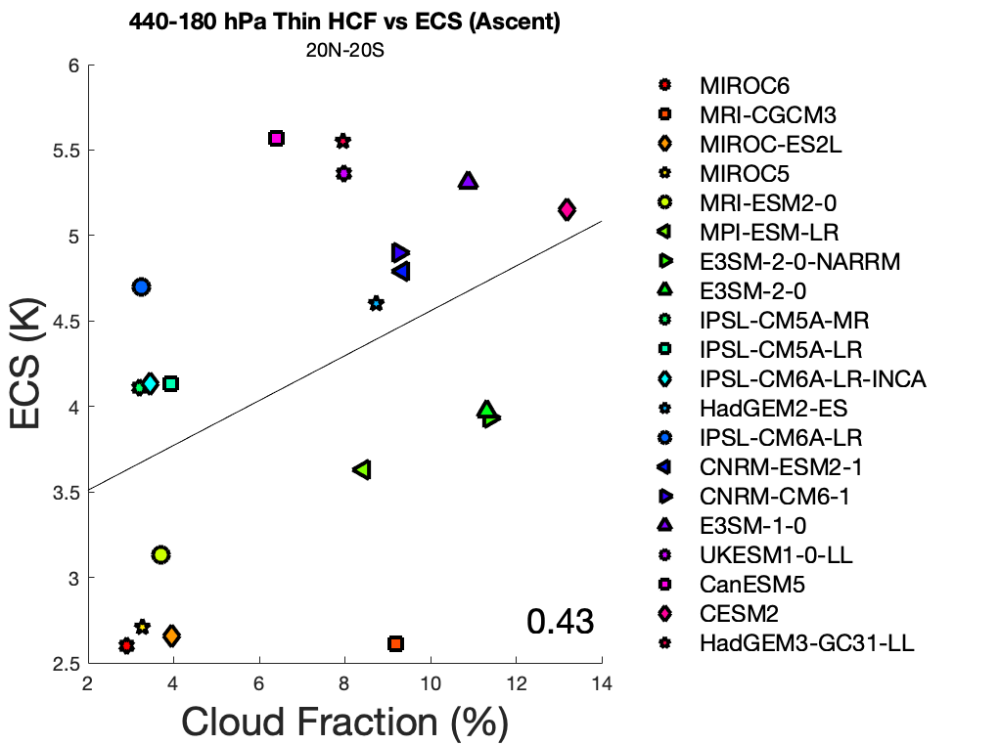 440-180 hPa Thin HCF vs ECS (Ascent)
20N-20S
6
5.5
5
4.5
4
3.5
3
2.5
ECS (K)
2
4
6
8
10
12
14
Cloud Fraction (%)
0.43
MIROC6
MRI-CGCM3
MIROC-ES2L
MIROC5
MRI-ESM2-0
MPI-ESM-LR
E3SM-2-0-NARRM
E3SM-2-0
IPSL-CM5A-MR
IPSL-CM5A-LR
IPSL-CM6A-LR-INCA
HadGEM2-ES
IPSL-CM6A-LR
CNRM-ESM2-1
CNRM-CM6-1
E3SM-1-0
UKESM1-0-LL
CanESM5
CESM2
HadGEM3-GC31-LL